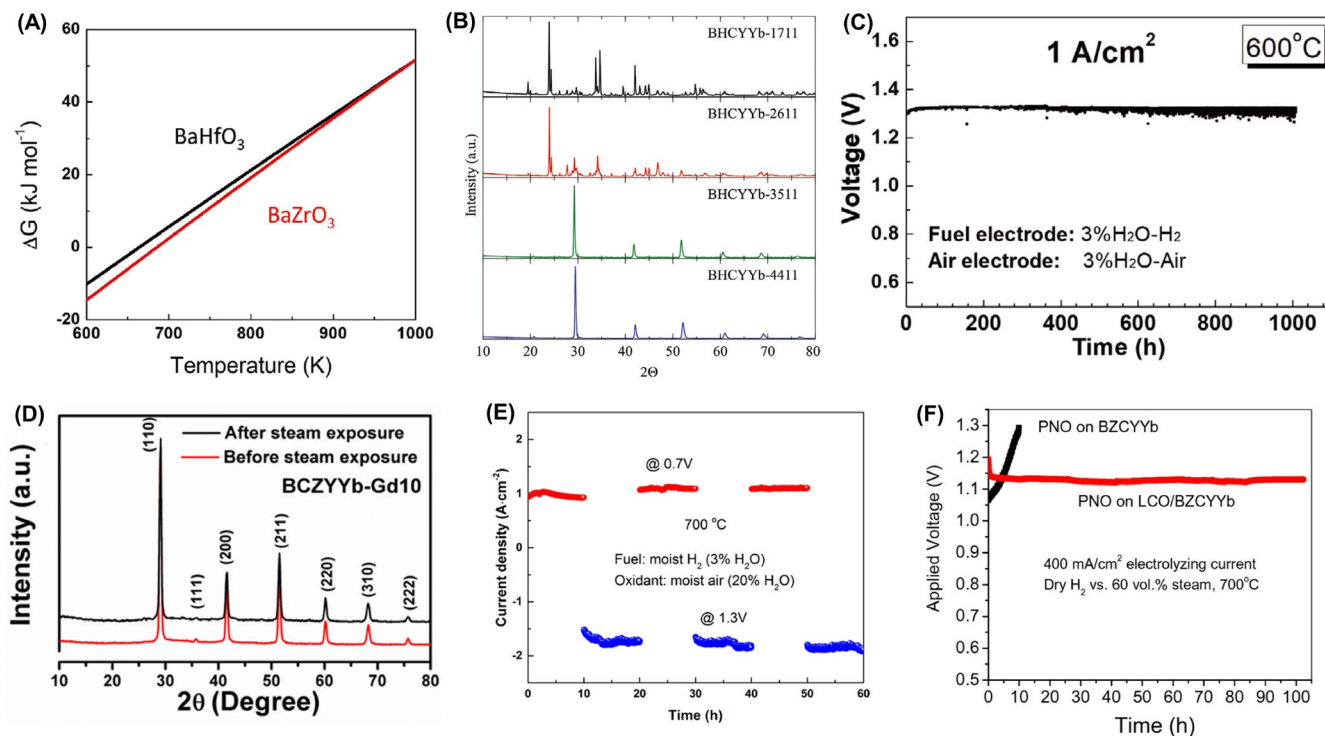 (A)
60
40
20
0
-20
ΔG (kJ mol⁻¹)
BaHfO₃
BaZrO₃
600
700
800
900
1000
Temperature (K)
(B)
BHCYYb-1711
BHCYYb-2611
BHCYYb-3511
BHCYYb-4411
Intensity (a.u.)
10
20
30
40
50
60
70
80
2Θ
(C)
1 A/cm²
600°C
1.6
1.4
1.2
1.0
0.8
0.6
Voltage (V)
Fuel electrode: 3%H₂O-H₂
Air electrode: 3%H₂O-Air
0
200
400
600
800
1000
Time (h)
(D)
Intensity (a.u.)
After steam exposure
Before steam exposure
BCZYYb-Gd10
(110)
(111)
(200)
(211)
(220)
(310)
(222)
10
20
30
40
50
60
70
80
2θ (Degree)
(E)
Current density (A·cm⁻²)
2
1
0
-1
-2
@ 0.7V
700 °C
Fuel: moist H₂ (3% H₂O)
Oxidant: moist air (20% H₂O)
@ 1.3V
0
10
20
30
40
50
60
Time (h)
(F)
Applied Voltage (V)
1.3
1.2
1.1
1.0
0.9
0.8
0.7
0.6
0.5
PNO on BZCYYb
PNO on LCO/BZCYYb
400 mA/cm² electrolyzing current
Dry H₂ vs. 60 vol.% steam, 700°C
0
10
20
30
40
50
60
70
80
90
100
Time (h)